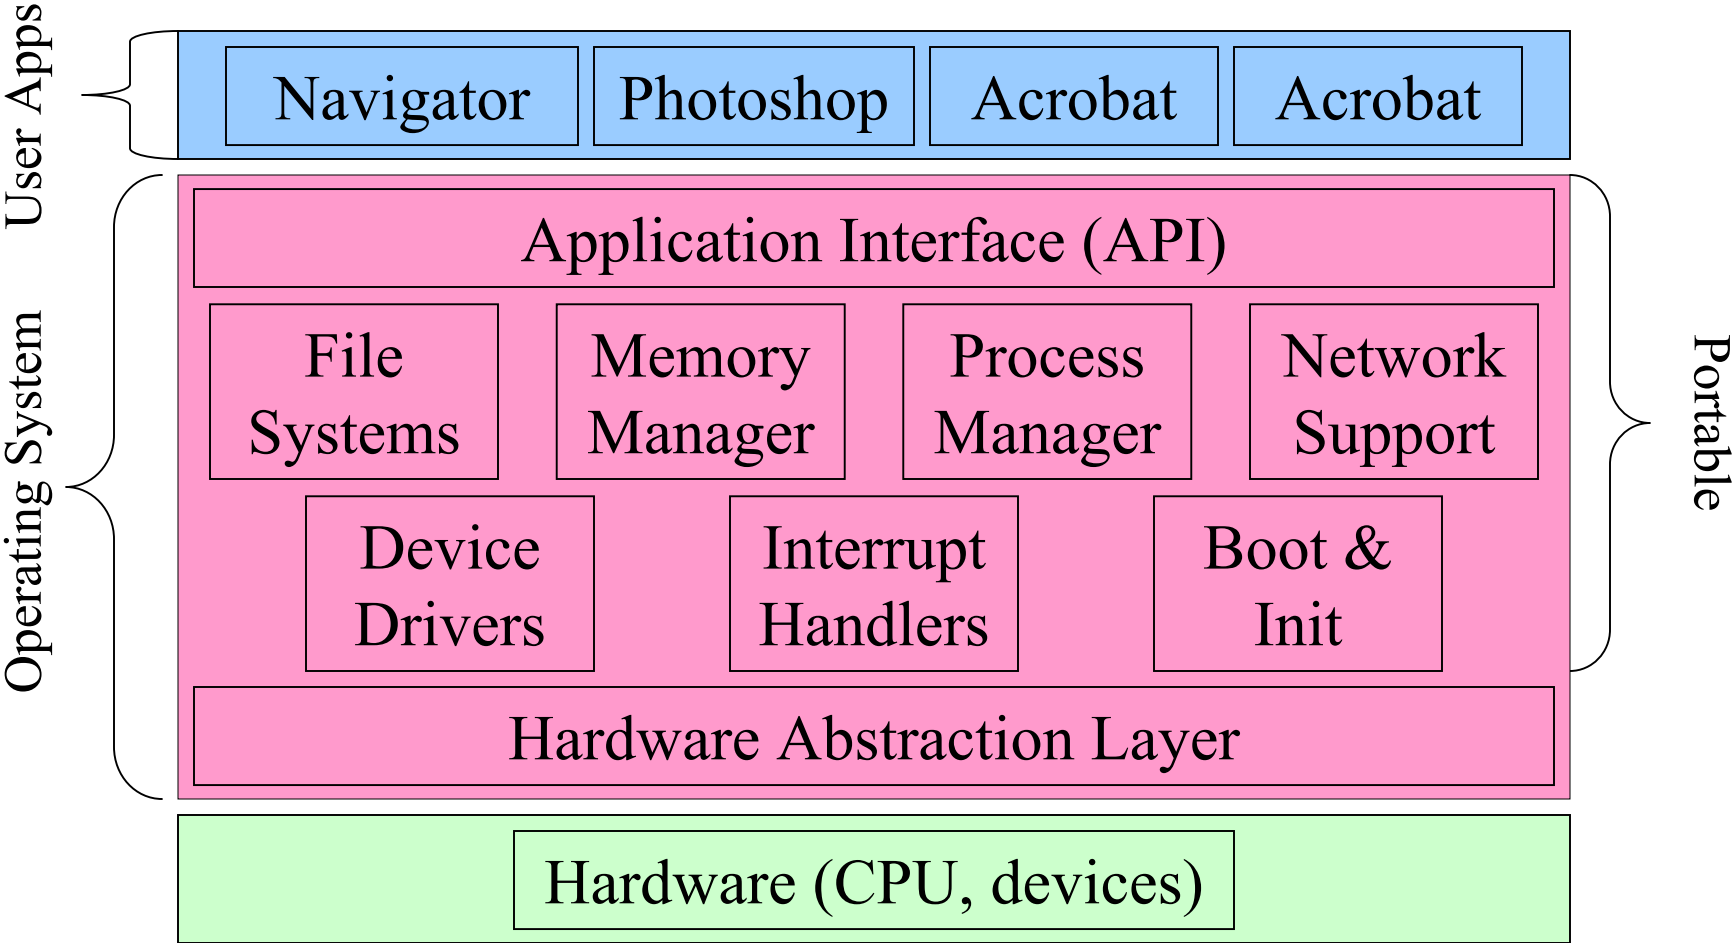 User Apps
Navigator
Photoshop
Acrobat
Acrobat
Operating System
Application Interface (API)
File
Systems
Memory
Manager
Process
Manager
Network
Support
Portable
Device
Drivers
Interrupt
Handlers
Boot &
Init
Hardware Abstraction Layer
Hardware (CPU, devices)